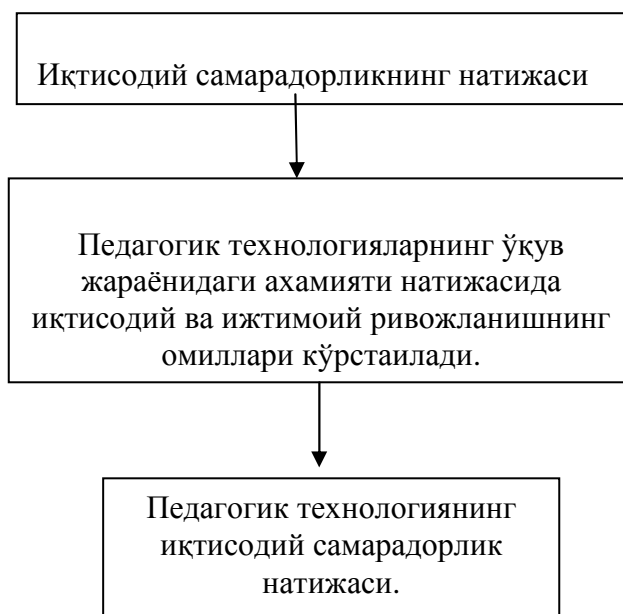 Иқтисодий самарадорликнинг натижаси
Педагогик технологияларнинг ўқув
жараёнидаги ахамияти натижасида
иқтисодий ва ижтимоий ривожланишнинг
омиллари кўрстаилади.
Педагогик технологиянинг
иқтисодий самарадорлик
натижаси.